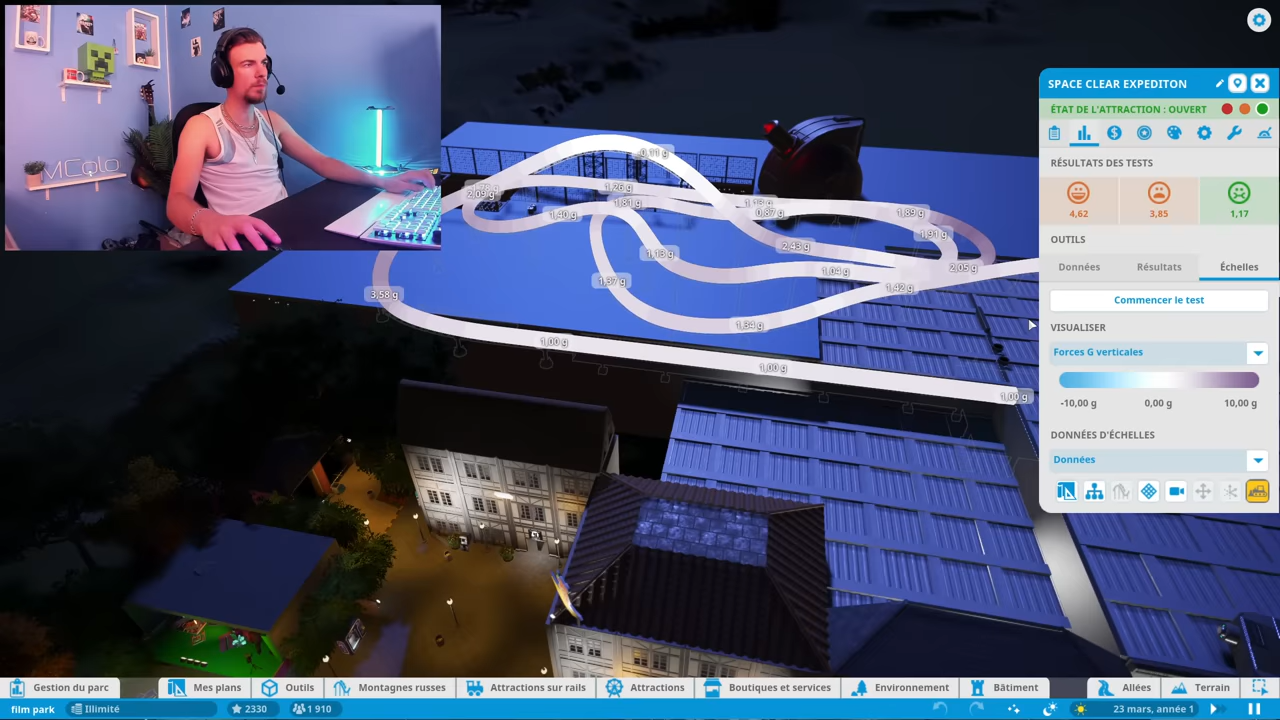 MColo
SPACE CLEAR EXPEDITON
ÉTAT DE L'ATTRACTION : OUVERT
RÉSULTATS DES TESTS
4,62
3,85
1,17
OUTILS
Données
Résultats
Échelles
Commencer le test
VISUALISER
Forces G verticales
-10,00 g
0,00 g
10,00 g
DONNÉES D'ÉCHELLES
Données
-0,11 g
1,26 g
1,81 g
1,40 g
0,87 g
1,89 g
1,91 g
2,43 g
1,13 g
2,05 g
1,04 g
1,37 g
1,42 g
3,58 g
1,34 g
1,00 g
1,00 g
1,00 g
Gestion du parc
Mes plans
Outils
Montagnes russes
Attractions sur rails
Attractions
Boutiques et services
Environnement
Bâtiment
Allées
Terrain
film park
Illimité
2330
1 910
23 mars, année 1